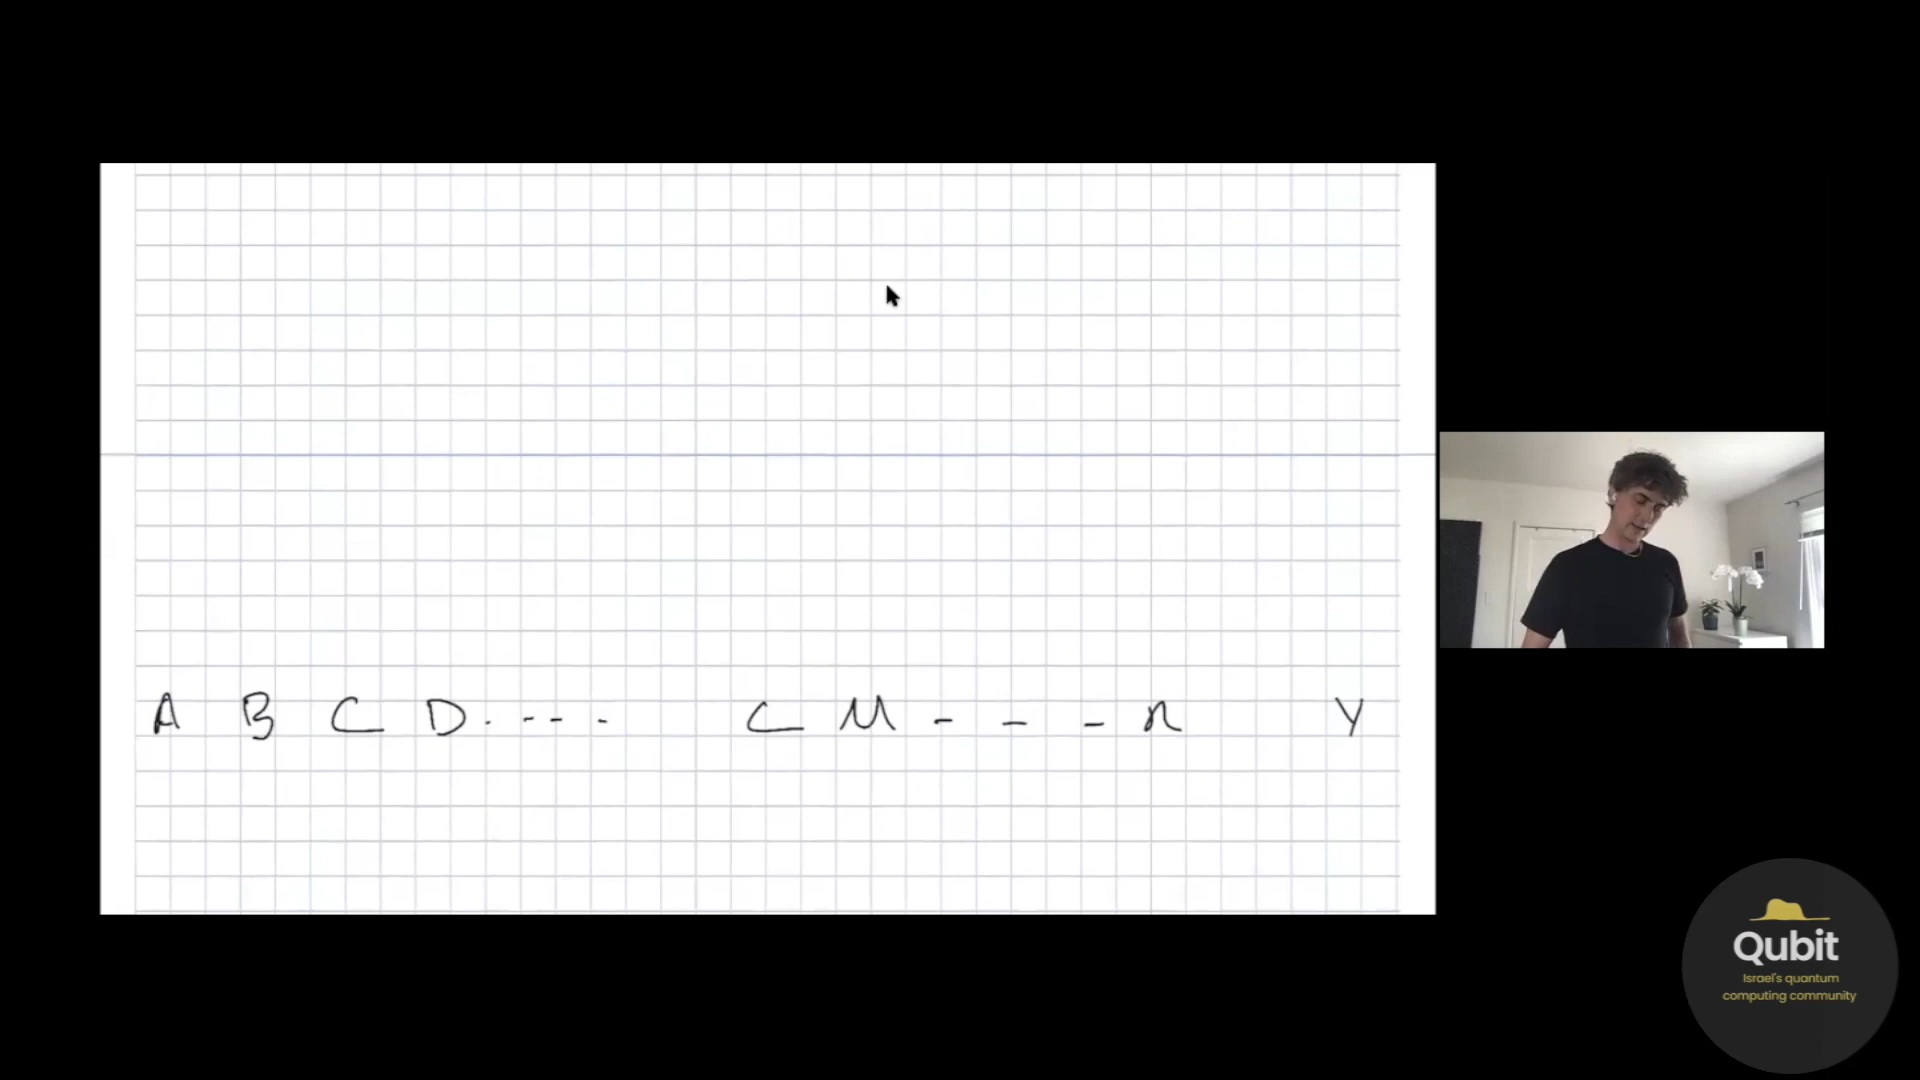 A B C D . - - - C M - - - n Y
Qubit
Israel's quantum
computing community